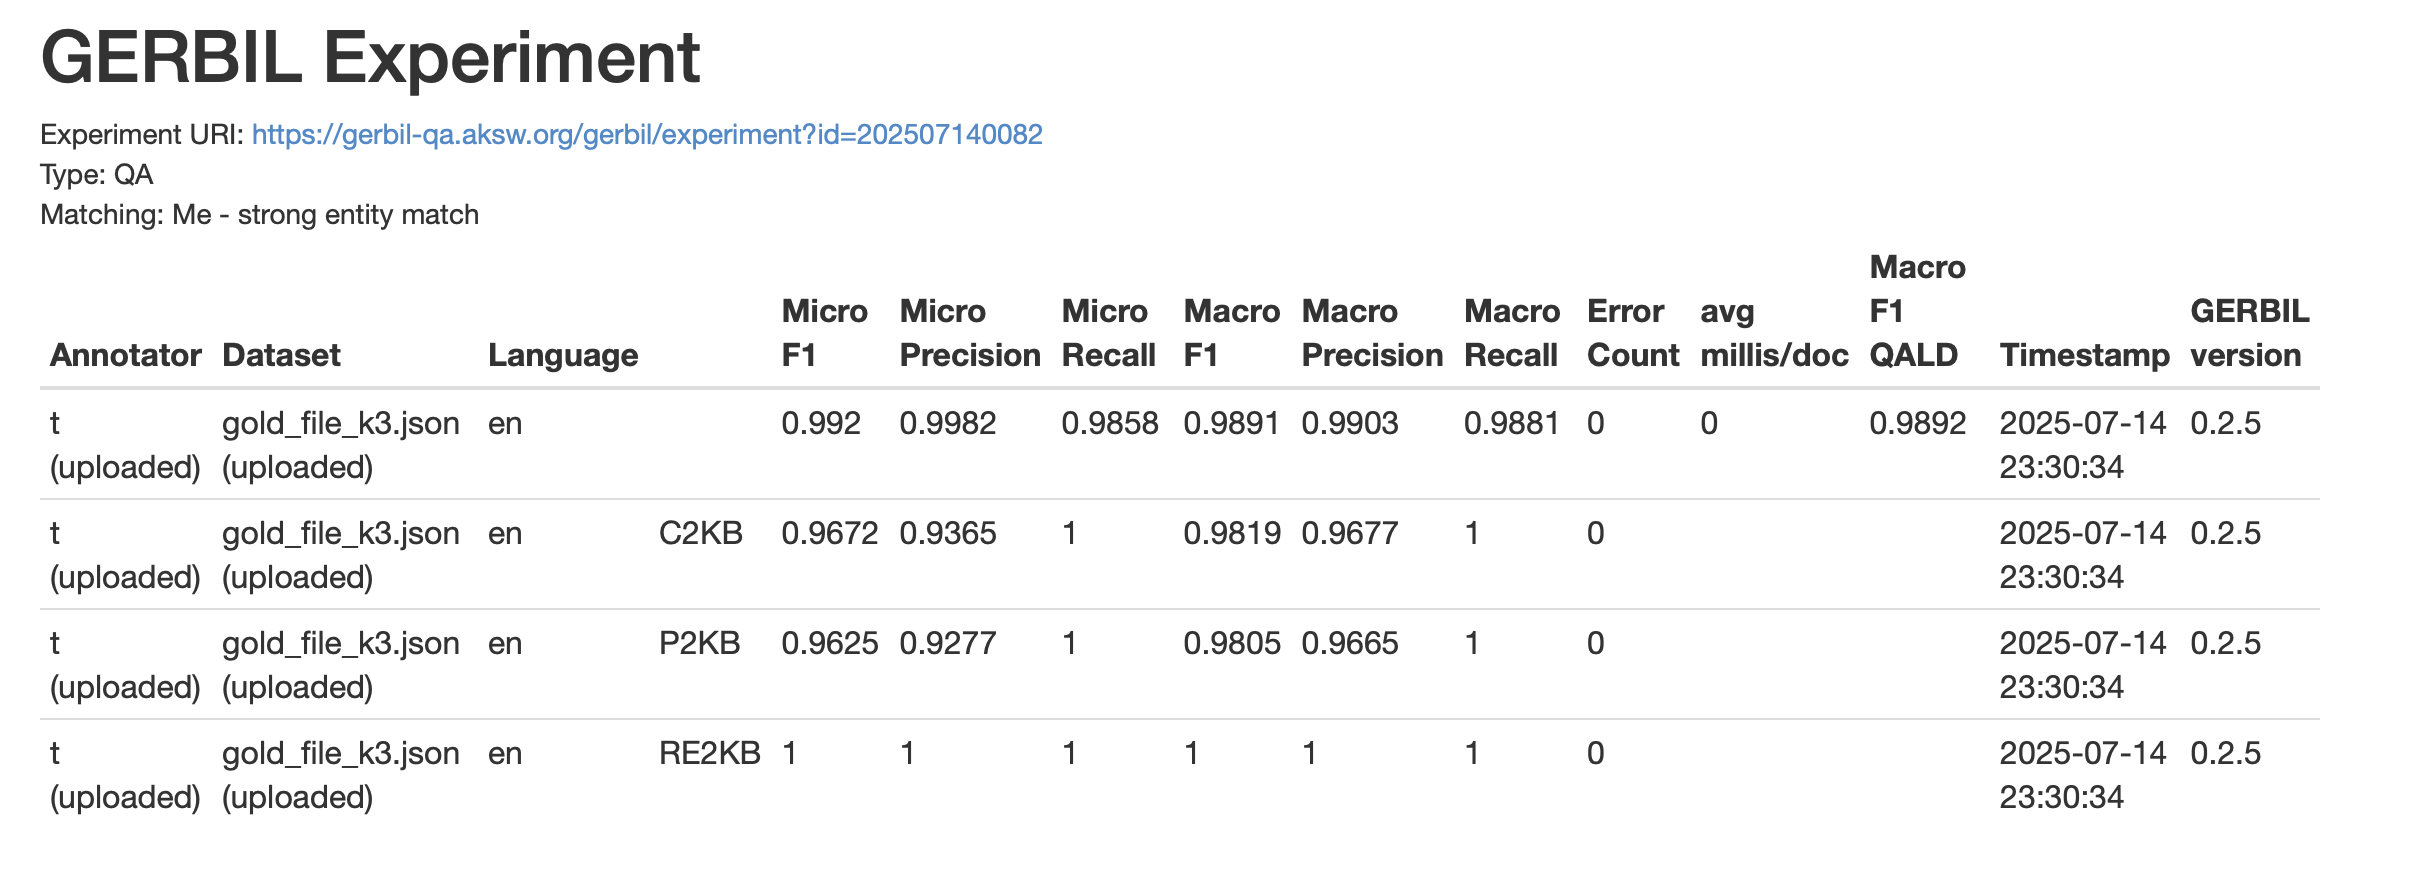 GERBIL Experiment
Experiment URI: https://gerbil-qa.aksw.org/gerbil/experiment?id=202507140082
Type: QA
Matching: Me - strong entity match
Annotator Dataset Language Micro F1 Micro Precision Micro Recall Macro F1 Macro Precision Macro Recall Error Count avg millis/doc Macro F1 QALD Timestamp GERBIL version
t gold_file_k3.json en 0.992 0.9982 0.9858 0.9891 0.9903 0.9881 0 0 0.9892 2025-07-14 0.2.5
(uploaded) (uploaded) 23:30:34
t gold_file_k3.json en C2KB 0.9672 0.9365 1 0.9819 0.9677 1 0 2025-07-14 0.2.5
(uploaded) (uploaded) 23:30:34
t gold_file_k3.json en P2KB 0.9625 0.9277 1 0.9805 0.9665 1 0 2025-07-14 0.2.5
(uploaded) (uploaded) 23:30:34
t gold_file_k3.json en RE2KB 1 1 1 1 1 1 0 2025-07-14 0.2.5
(uploaded) (uploaded) 23:30:34